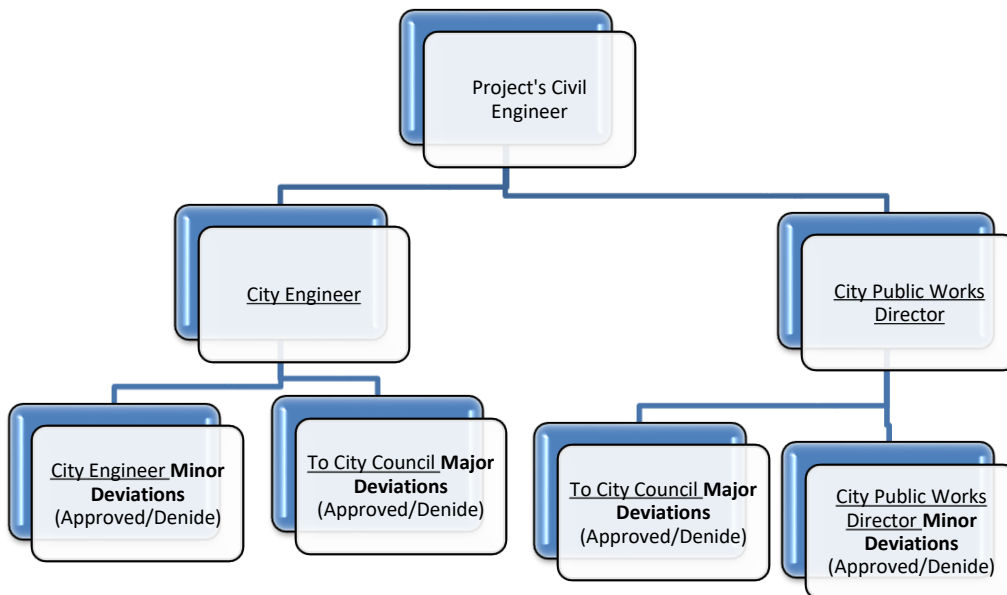 Project's Civil
Engineer
City Engineer
City Public Works
Director
City Engineer Minor
Deviations
(Approved/Denide)
To City Council Major
Deviations
(Approved/Denide)
To City Council Major
Deviations
(Approved/Denide)
City Public Works
Director Minor
Deviations
(Approved/Denide)